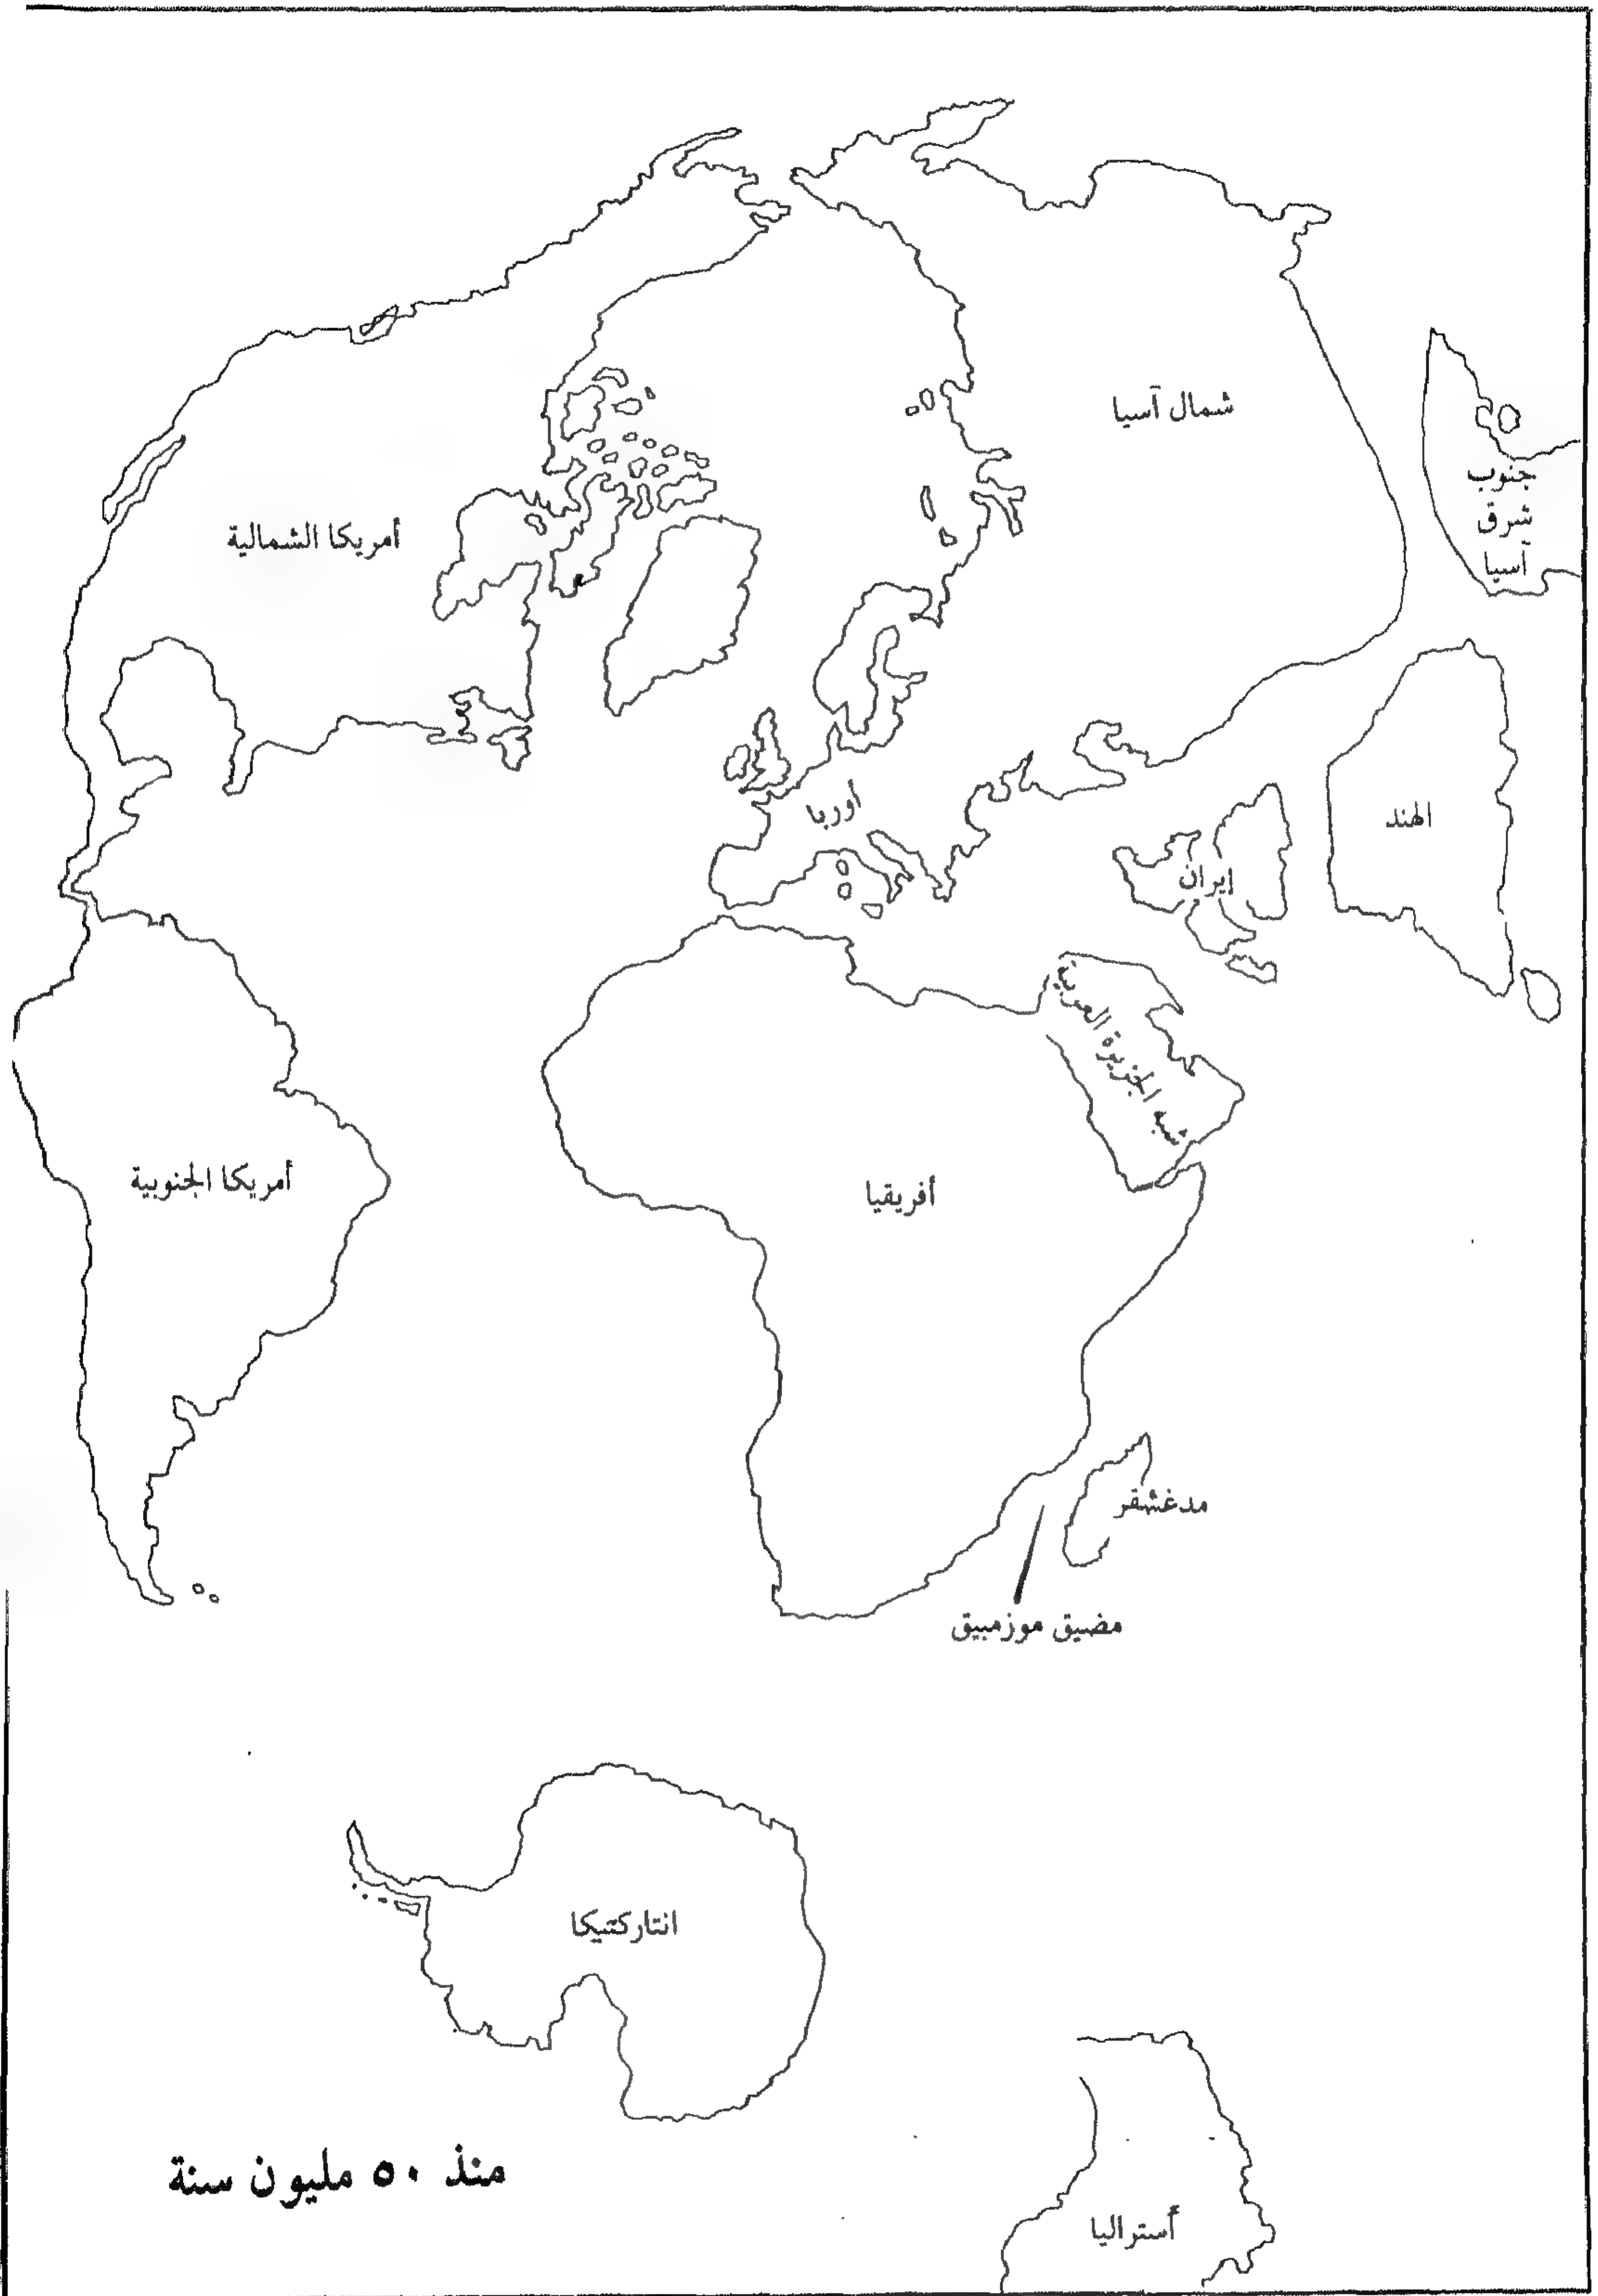 شمال آسيا
جنوب
شرق
آسيا
أمريكا الشمالية
أوربا
الهند
إيران
شبه الجزيرة العربية
أمريكا الجنوبية
أفريقيا
مدغشقر
مضيق موزمبيق
انتاركتيكا
منذ ٥٠ مليون سنة
أستراليا